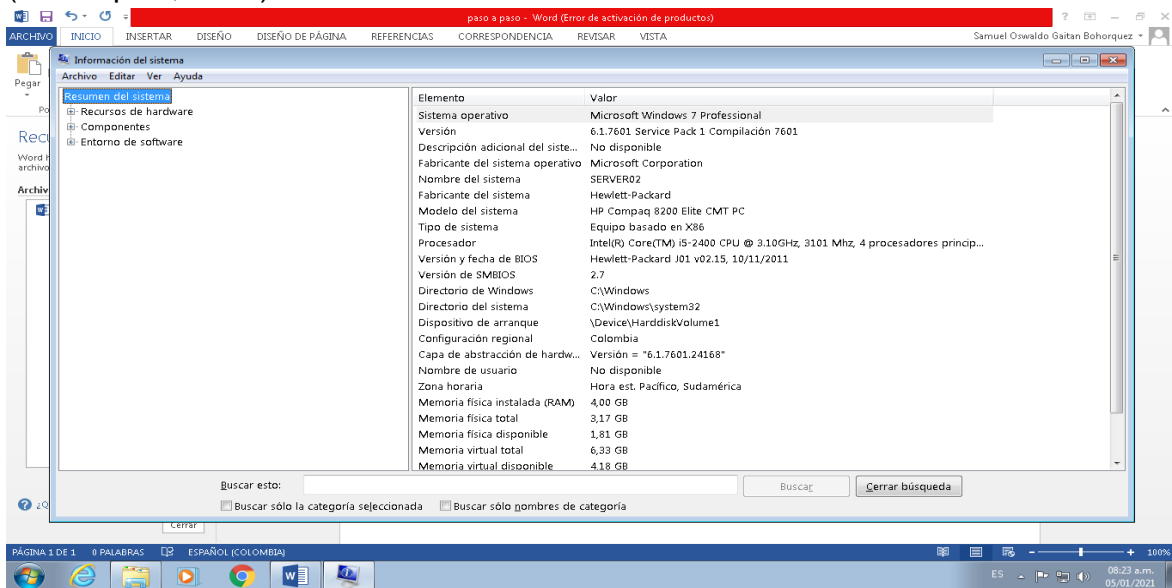 paso a paso - Word (Error de activación de productos)
ARCHIVO INICIO INSERTAR DISEÑO DISEÑO DE PÁGINA REFERENCIAS CORRESPONDENCIA REVISAR VISTA
Samuel Oswaldo Gaitan Bohorquez
Pegar
Información del sistema
Archivo Editar Ver Ayuda
Resumen del sistema
Recursos de hardware
Componentes
Entorno de software
Elemento Valor
Sistema operativo Microsoft Windows 7 Professional
Versión 6.1.7601 Service Pack 1 Compilación 7601
Descripción adicional del siste... No disponible
Fabricante del sistema operativo Microsoft Corporation
Nombre del sistema SERVER02
Fabricante del sistema Hewlett-Packard
Modelo del sistema HP Compaq 8200 Elite CMT PC
Tipo de sistema Equipo basado en X86
Procesador Intel(R) Core(TM) i5-2400 CPU @ 3.10GHz, 3101 Mhz, 4 procesadores princip...
Versión y fecha de BIOS Hewlett-Packard J01 v02.15, 10/11/2011
Versión de SMBIOS 2.7
Directorio de Windows C:\Windows
Directorio del sistema C:\Windows\system32
Dispositivo de arranque \Device\HarddiskVolume1
Configuración regional Colombia
Capa de abstracción de hardw... Versión = "6.1.7601.24168"
Nombre de usuario No disponible
Zona horaria Hora est. Pacífico, Sudamérica
Memoria física instalada (RAM) 4,00 GB
Memoria física total 3,17 GB
Memoria física disponible 1,81 GB
Memoria virtual total 6,33 GB
Memoria virtual disponible 4,18 GB
Buscar esto:
Buscar
Cerrar búsqueda
Buscar sólo la categoría seleccionada Buscar sólo nombres de categoría
Cerrar
PÁGINA 1 DE 1 0 PALABRAS ESPAÑOL (COLOMBIA) 100%
ES
08:23 a.m.
05/01/2021